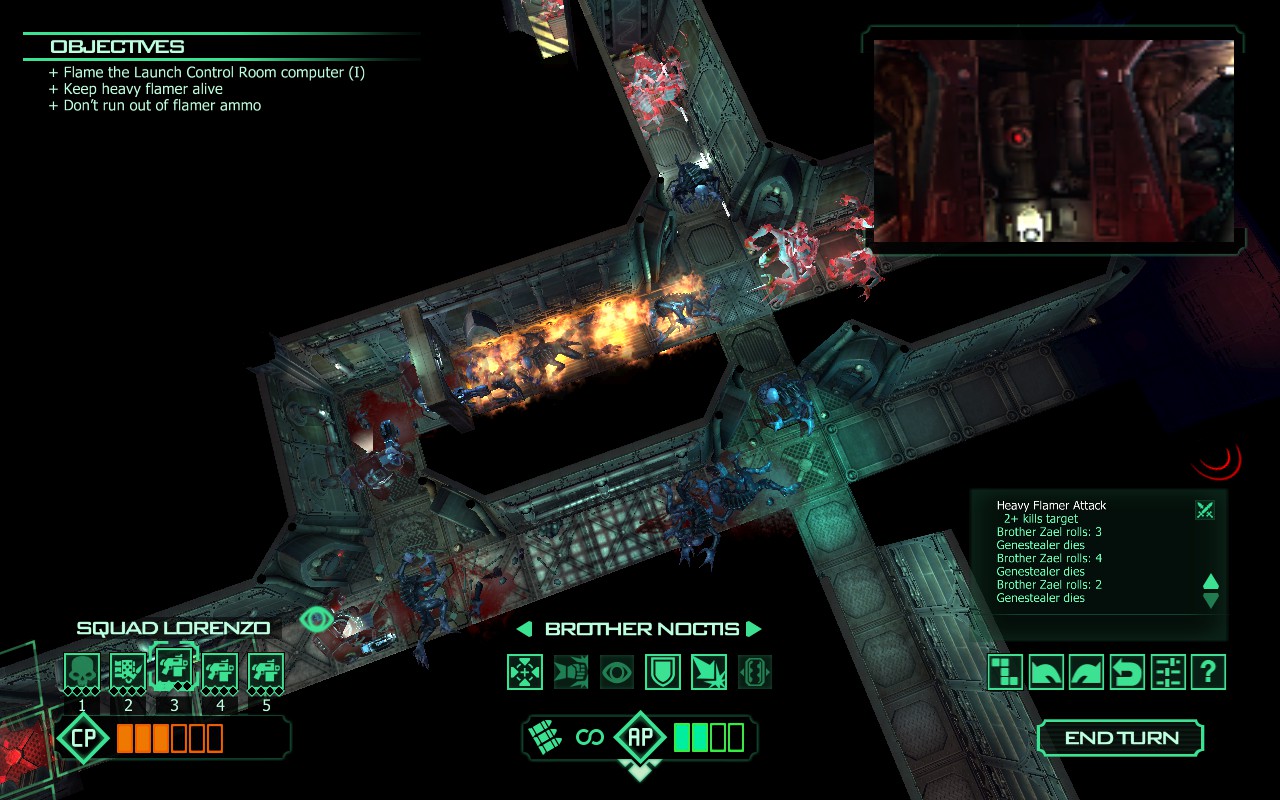 OBJECTIVES
+ Flame the Launch Control Room computer (I)
+ Keep heavy flamer alive
+ Don't run out of flamer ammo
Heavy Flamer Attack
2+ kills target
Brother Zael rolls: 3
Genestealer dies
Brother Zael rolls: 4
Genestealer dies
Brother Zael rolls: 2
Genestealer dies
SQUAD LORENZO
BROTHER NOCTIS
?
1 2 3 4 5
CP
∞ AP
END TURN